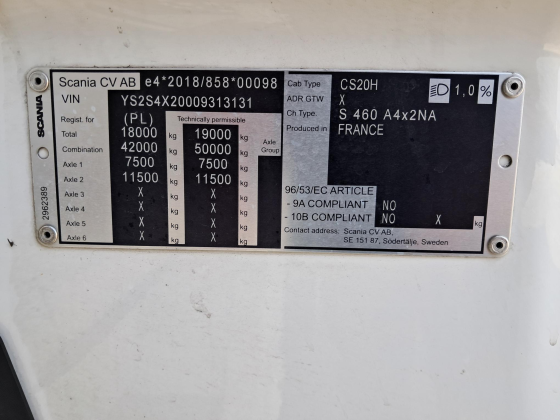 Scania CV AB e4*2018/858*00098
VIN YS2S4X20009313131
Regist. for (PL) Technically permissible
Total 18000 kg 19000 kg
Combination 42000 kg 50000 kg Axle Group
Axle 1 7500 kg 7500 kg
Axle 2 11500 kg 11500 kg
Axle 3 X kg X kg
Axle 4 X kg X kg
Axle 5 X kg X kg
Axle 6 X kg X kg
kg
Cab Type CS20H 1,0 %
ADR GTW X
Ch Type. S 460 A4x2NA
Produced in FRANCE
96/53/EC ARTICLE
- 9A COMPLIANT NO
- 10B COMPLIANT NO X kg
Contact address: Scania CV AB,
SE 151 87, Södertälje, Sweden
SCANIA
2962389